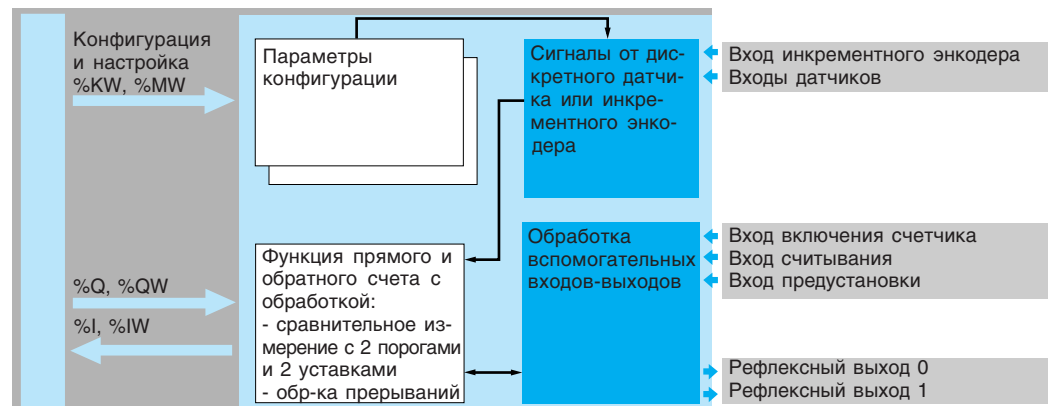 Конфигурация
и настройка
%KW, %MW
Параметры
конфигурации
Сигналы от дис-
кретного датчи-
ка или инкре-
ментного энко-
дера
Вход инкрементного энкодера
Входы датчиков
%Q, %QW
%I, %IW
Функция прямого и
обратного счета с
обработкой:
- сравнительное из-
мерение с 2 порогами
и 2 уставками
- обр-ка прерываний
Обработка
вспомогательных
входов-выходов
Вход включения счетчика
Вход считывания
Вход предустановки
Рефлексный выход 0
Рефлексный выход 1